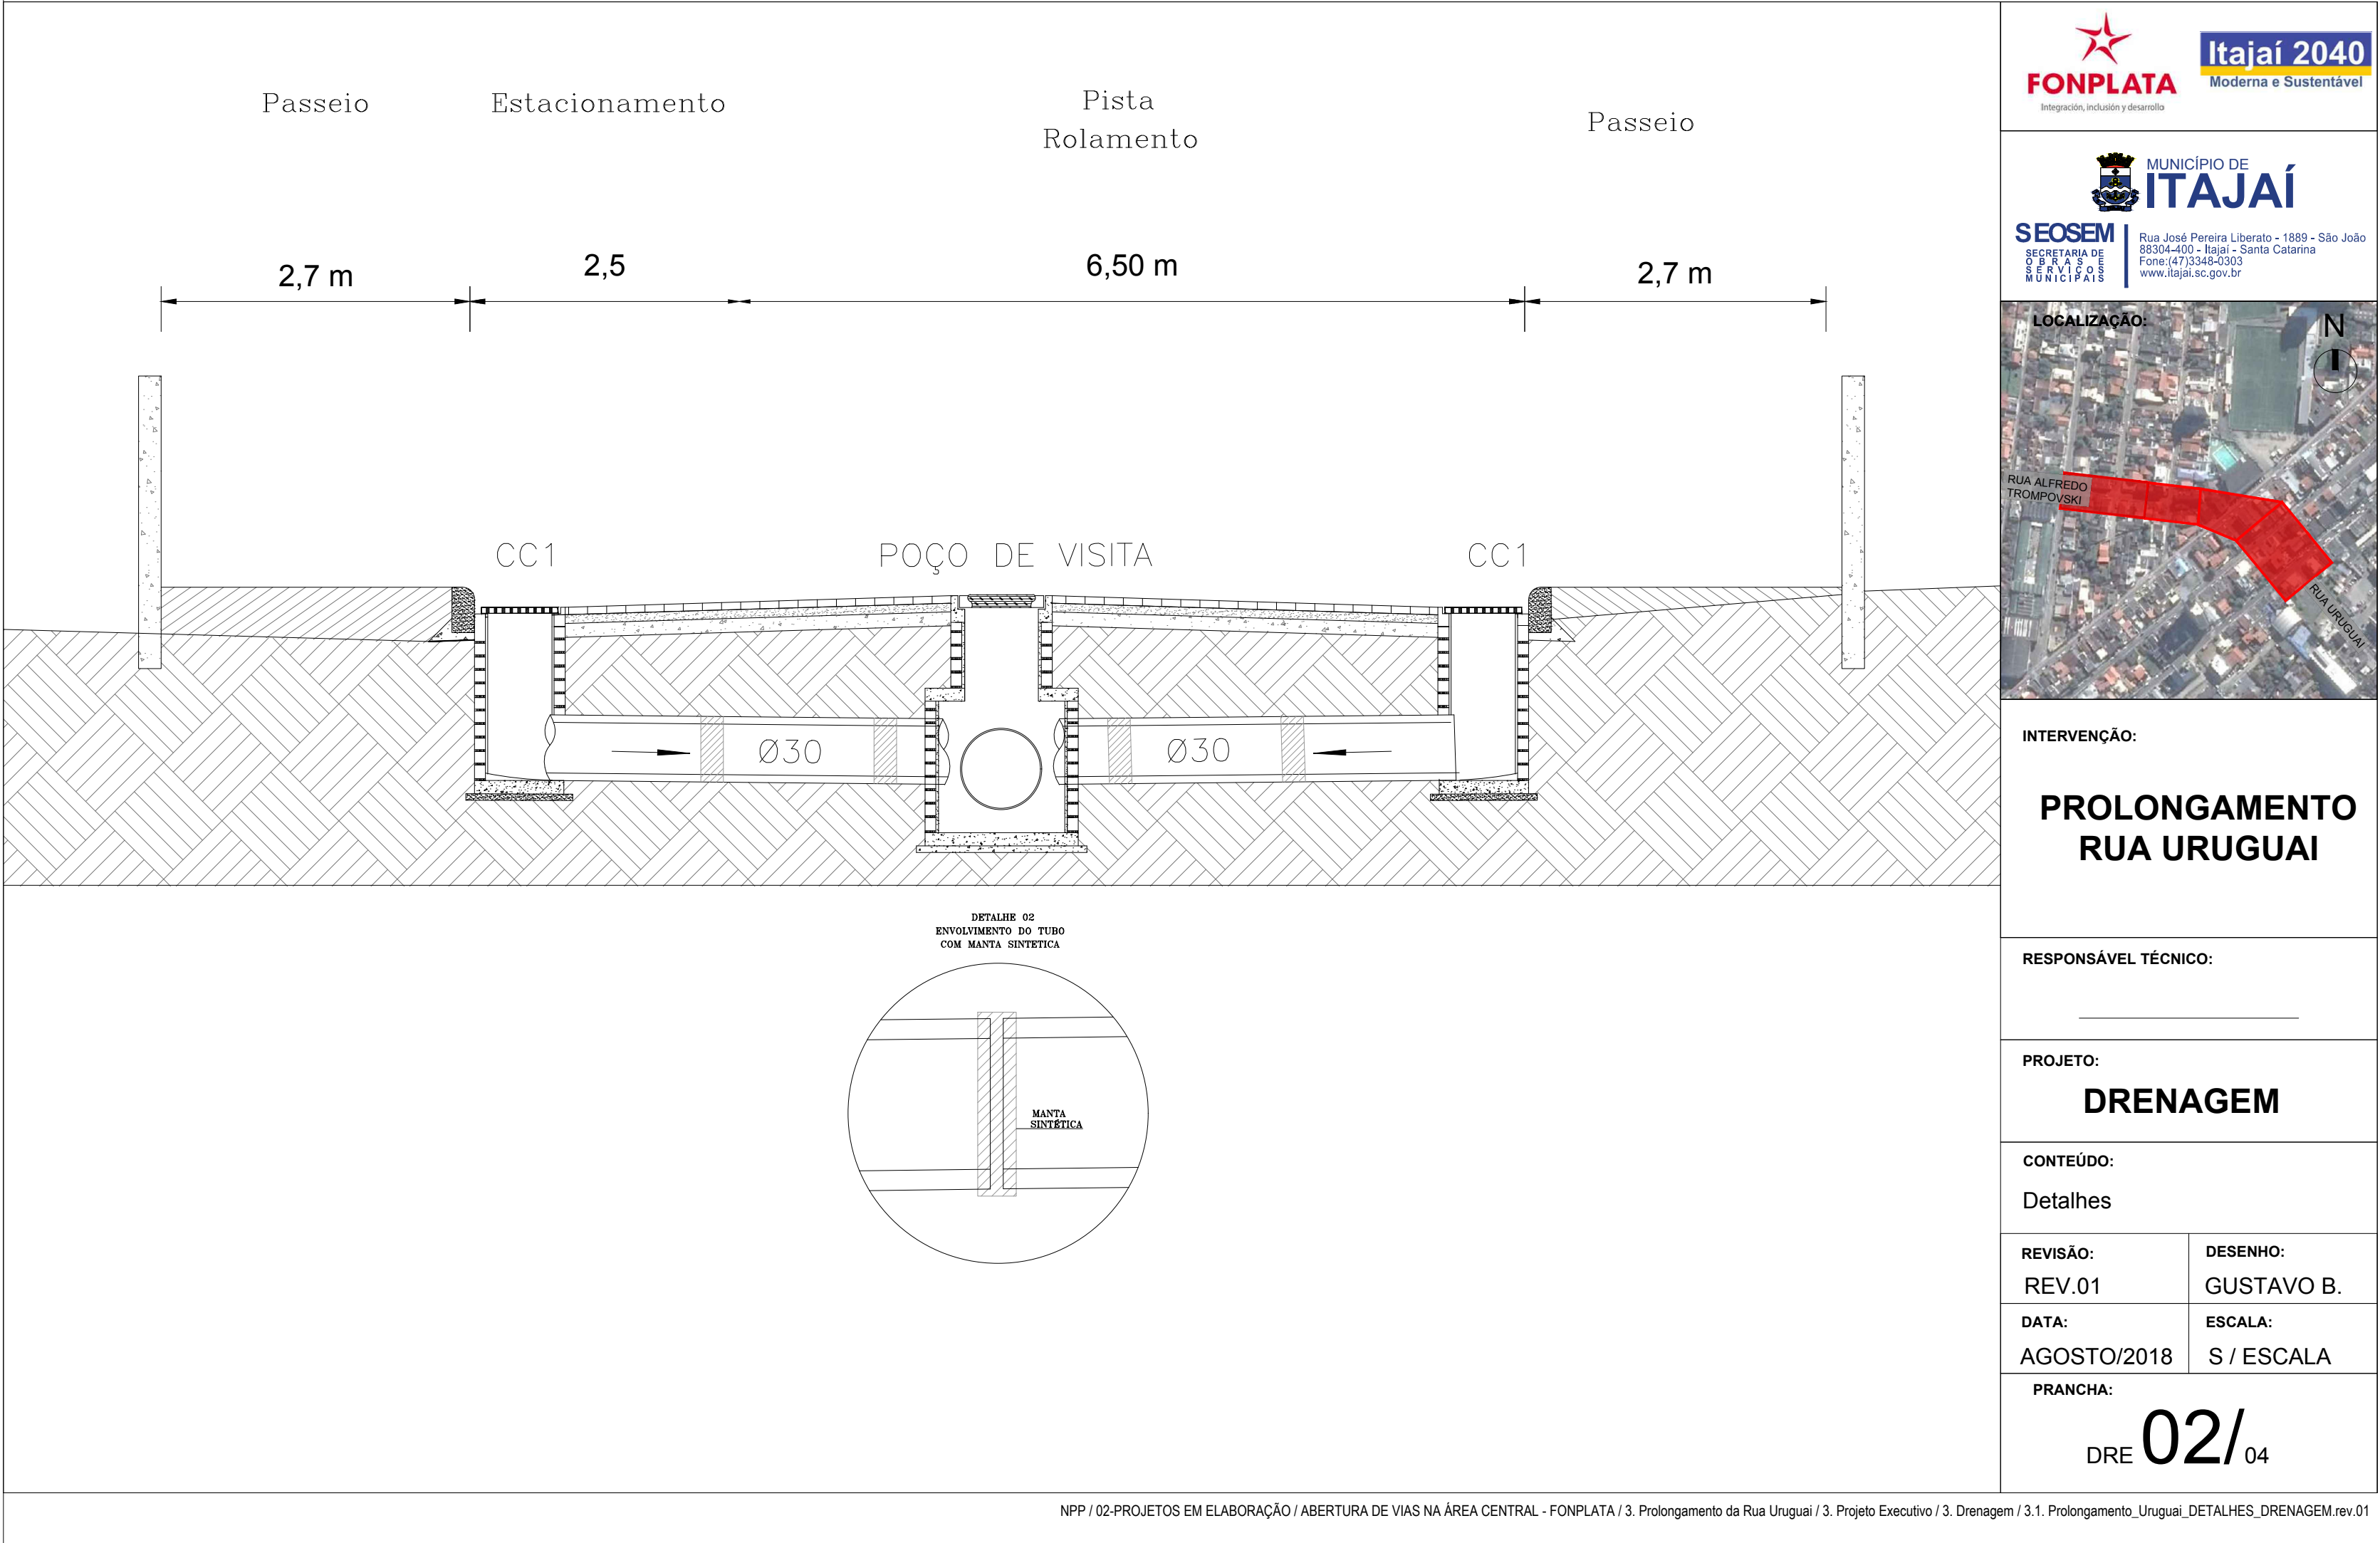 Passeio
Estacionamento
Pista
Rolamento
Passeio
2,7 m
2,5
6,50 m
2,7 m
CC1
POÇO DE VISITA
CC1
Ø30
Ø30
DETALHE 02
ENVOLVIMENTO DO TUBO
COM MANTA SINTETICA
MANTA
SINTÉTICA
FONPLATA
Integración, inclusión y desarrollo
Itajaí 2040
Moderna e Sustentável
MUNICÍPIO DE
ITAJAÍ
SEOSEM
SECRETARIA DE
OBRAS E
SERVIÇOS
MUNICIPAIS
Rua José Pereira Liberato - 1889 - São João
88304-400 - Itajaí - Santa Catarina
Fone:(47)3348-0303
www.itajai.sc.gov.br
LOCALIZAÇÃO:
N
RUA ALFREDO
TROMPOVSKI
RUA URUGUAI
INTERVENÇÃO:
PROLONGAMENTO
RUA URUGUAI
RESPONSÁVEL TÉCNICO:
PROJETO:
DRENAGEM
CONTEÚDO:
Detalhes
REVISÃO:
REV.01
DESENHO:
GUSTAVO B.
DATA:
AGOSTO/2018
ESCALA:
S / ESCALA
PRANCHA:
DRE 02/04
NPP / 02-PROJETOS EM ELABORAÇÃO / ABERTURA DE VIAS NA ÁREA CENTRAL - FONPLATA / 3. Prolongamento da Rua Uruguai / 3. Projeto Executivo / 3. Drenagem / 3.1. Prolongamento_Uruguai_DETALHES_DRENAGEM.rev.01